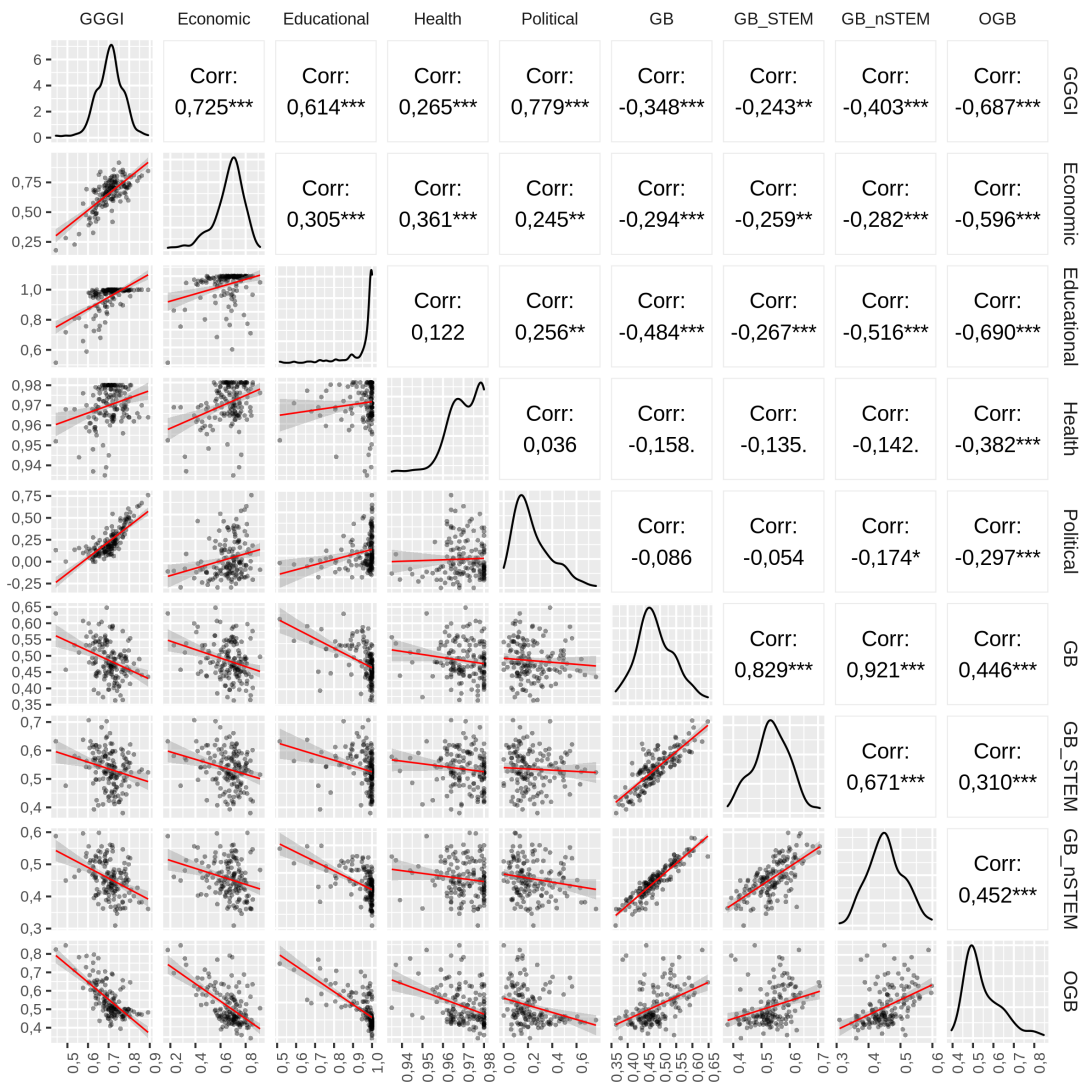 GGGI Economic Educational Health Political GB GB_STEM GB_nSTEM OGB
6
4
2
0
Corr: Corr: Corr: Corr: Corr: Corr: Corr: Corr:
0,725*** 0,614*** 0,265*** 0,779*** -0,348*** -0,243** -0,403*** -0,687***
GGGI
0,75
0,50
0,25
Corr: Corr: Corr: Corr: Corr: Corr: Corr:
0,305*** 0,361*** 0,245** -0,294*** -0,259** -0,282*** -0,596***
Economic
1,0
0,8
0,6
Corr: Corr: Corr: Corr: Corr: Corr:
0,122 0,256** -0,484*** -0,267*** -0,516*** -0,690***
Educational
0,98
0,97
0,96
0,95
0,94
Corr: Corr: Corr: Corr: Corr:
0,036 -0,158. -0,135. -0,142. -0,382***
Health
0,75
0,50
0,25
0,00
-0,25
Corr: Corr: Corr: Corr:
-0,086 -0,054 -0,174* -0,297***
Political
0,65
0,60
0,55
0,50
0,45
0,40
0,35
Corr: Corr: Corr:
0,829*** 0,921*** 0,446***
GB
0,7
0,6
0,5
0,4
Corr: Corr:
0,671*** 0,310***
GB_STEM
0,6
0,5
0,4
0,3
Corr:
0,452***
GB_nSTEM
0,8
0,7
0,6
0,5
0,4
OGB
0,5 0,6 0,7 0,8 0,9 0,2 0,4 0,6 0,8 0,5 0,6 0,7 0,8 0,9 1,0 0,94 0,95 0,96 0,97 0,98 0,0 0,2 0,4 0,6 0,35 0,40 0,45 0,50 0,55 0,60 0,65 0,4 0,5 0,6 0,7 0,3 0,4 0,5 0,6 0,4 0,5 0,6 0,7 0,8